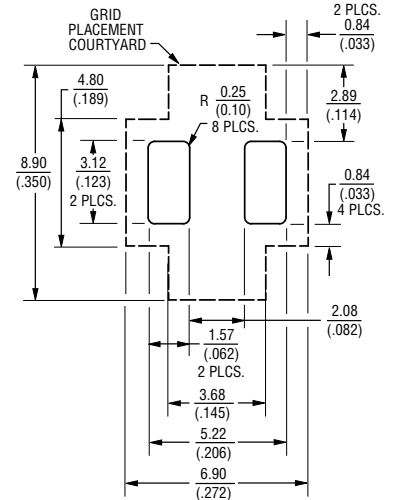 GRID
PLACEMENT
COURTYARD
2 PLCS.
0.84
(.033)
4.80
(.189)
R 0.25
(0.10)
8 PLCS.
2.89
(.114)
8.90
(.350)
3.12
(.123)
2 PLCS.
0.84
(.033)
4 PLCS.
2.08
(.082)
1.57
(.062)
2 PLCS.
3.68
(.145)
5.22
(.206)
6.90
(.272)